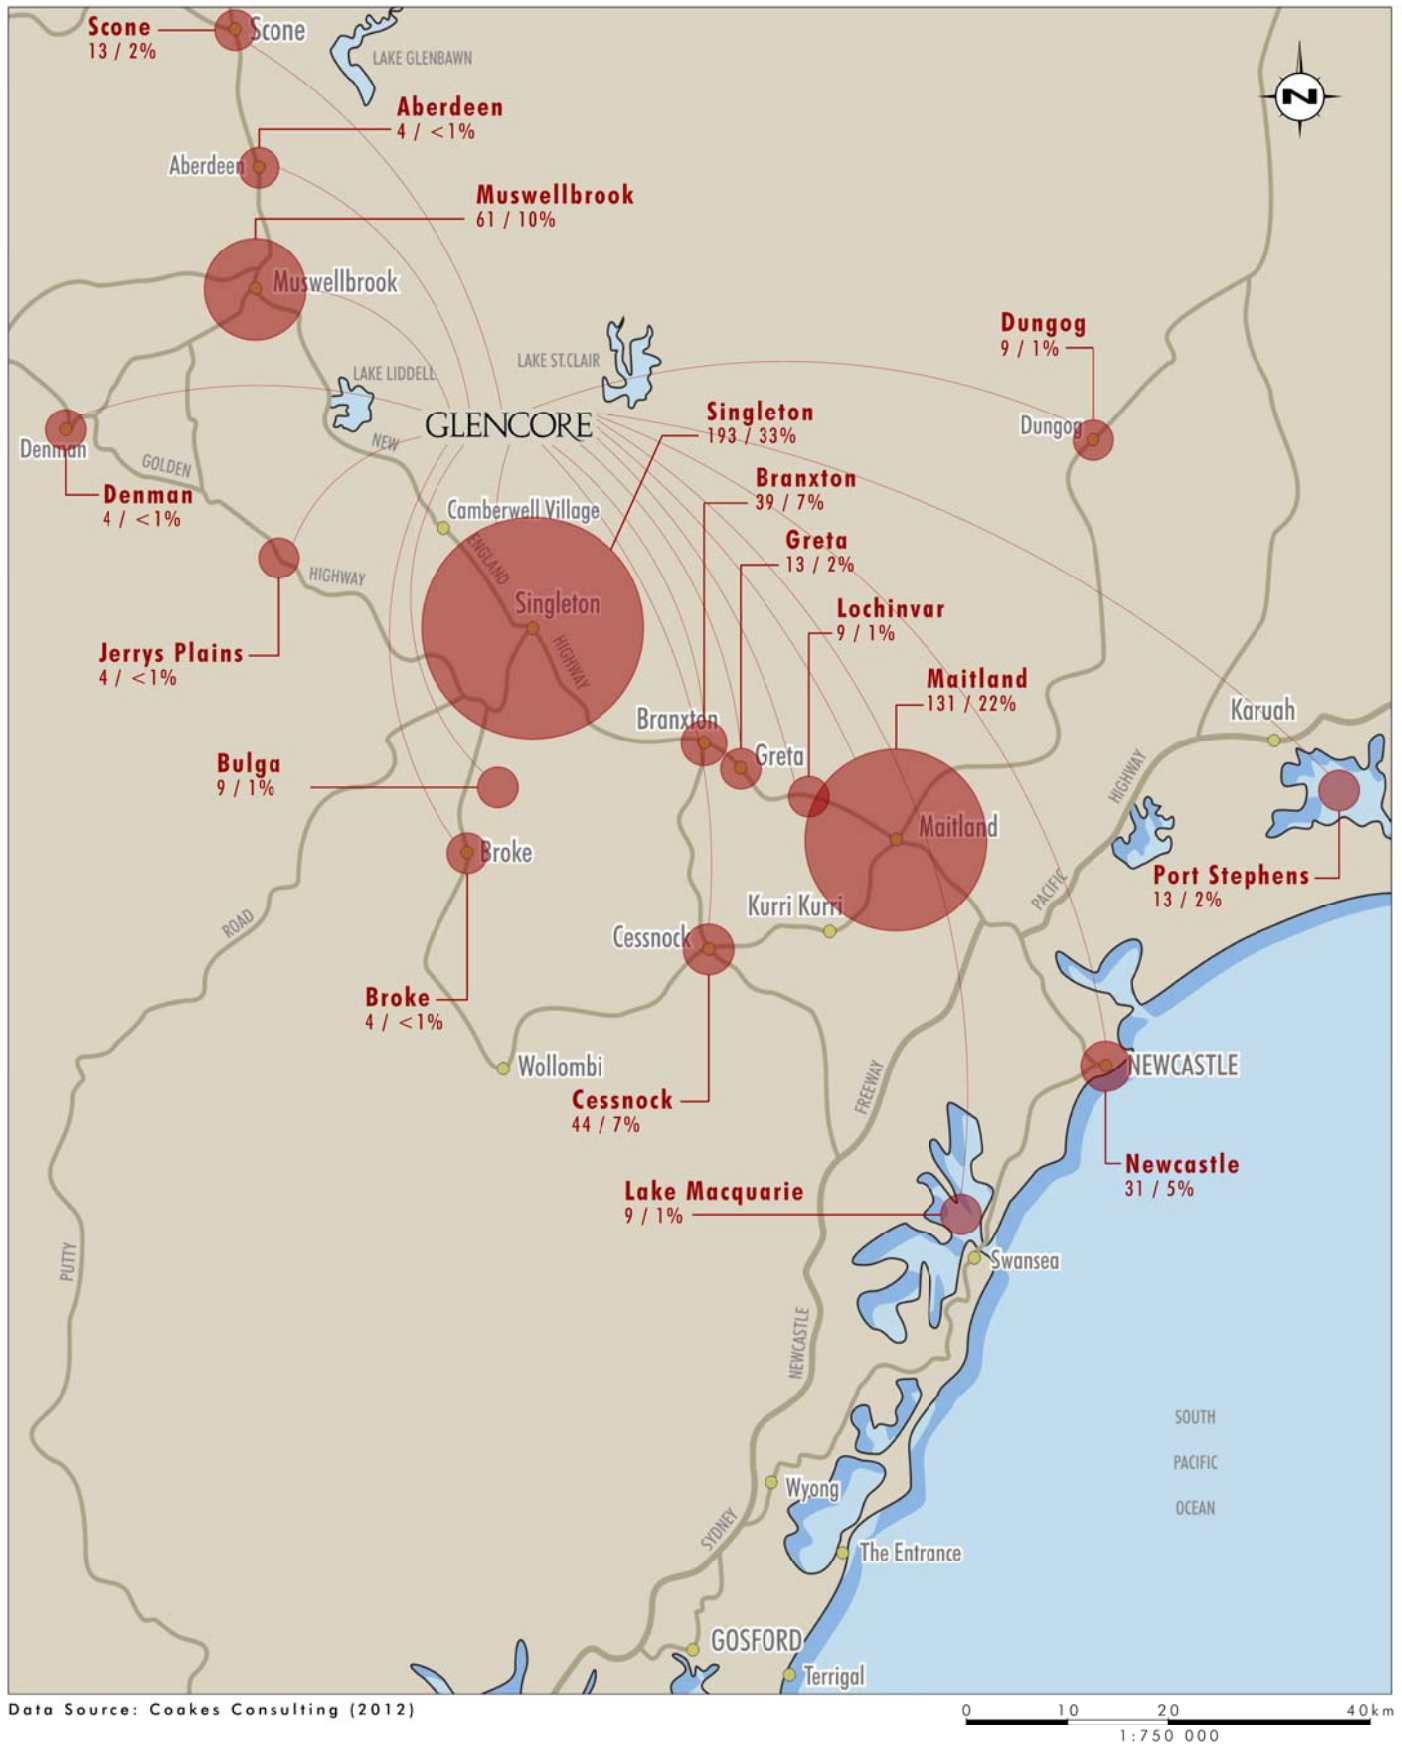 Scone
13 / 2%
Scone
LAKE GLENBAWN
N
Aberdeen
4 / <1%
Aberdeen
Muswellbrook
61 / 10%
Muswellbrook
Dungog
9 / 1%
LAKE ST.CLAIR
LAKE LIDDELL
Singleton
193 / 33%
GLENCORE
Dungog
NEW
Denman
GOLDEN
Branxton
39 / 7%
Denman
4 / <1%
Camberwell Village
Greta
13 / 2%
ENGLAND
HIGHWAY
Singleton
Lochinvar
9 / 1%
HIGHWAY
Jerrys Plains
4 / <1%
Maitland
131 / 22%
Branxton
Karuah
Greta
Bulga
9 / 1%
HIGHWAY
Maitland
Broke
Port Stephens
13 / 2%
PACIFIC
Kurri Kurri
ROAD
Cessnock
Broke
4 / <1%
Wollombi
NEWCASTLE
FREEWAY
Cessnock
44 / 7%
Newcastle
31 / 5%
Lake Macquarie
9 / 1%
PUTTY
Swansea
NEWCASTLE
SOUTH
PACIFIC
OCEAN
Wyong
SYDNEY
The Entrance
GOSFORD
Terrigal
Data Source: Coakes Consulting (2012)
0 10 20 40km
1:750 000